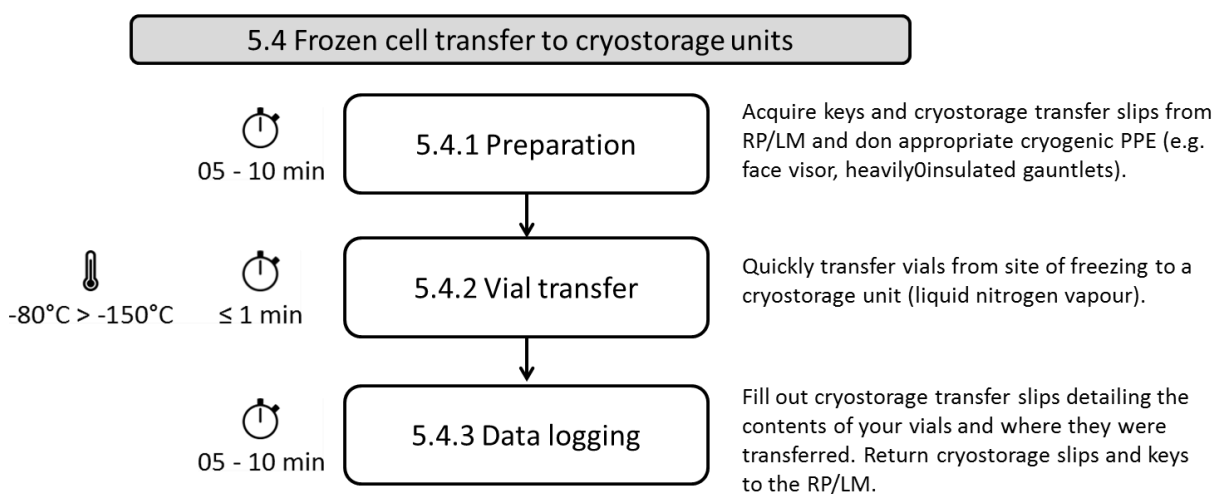 5.4 Frozen cell transfer to cryostorage units
05 - 10 min
5.4.1 Preparation
Acquire keys and cryostorage transfer slips from
RP/LM and don appropriate cryogenic PPE (e.g.
face visor, heavily0insulated gauntlets).
-80°C > -150°C
≤ 1 min
5.4.2 Vial transfer
Quickly transfer vials from site of freezing to a
cryostorage unit (liquid nitrogen vapour).
05 - 10 min
5.4.3 Data logging
Fill out cryostorage transfer slips detailing the
contents of your vials and where they were
transferred. Return cryostorage slips and keys
to the RP/LM.